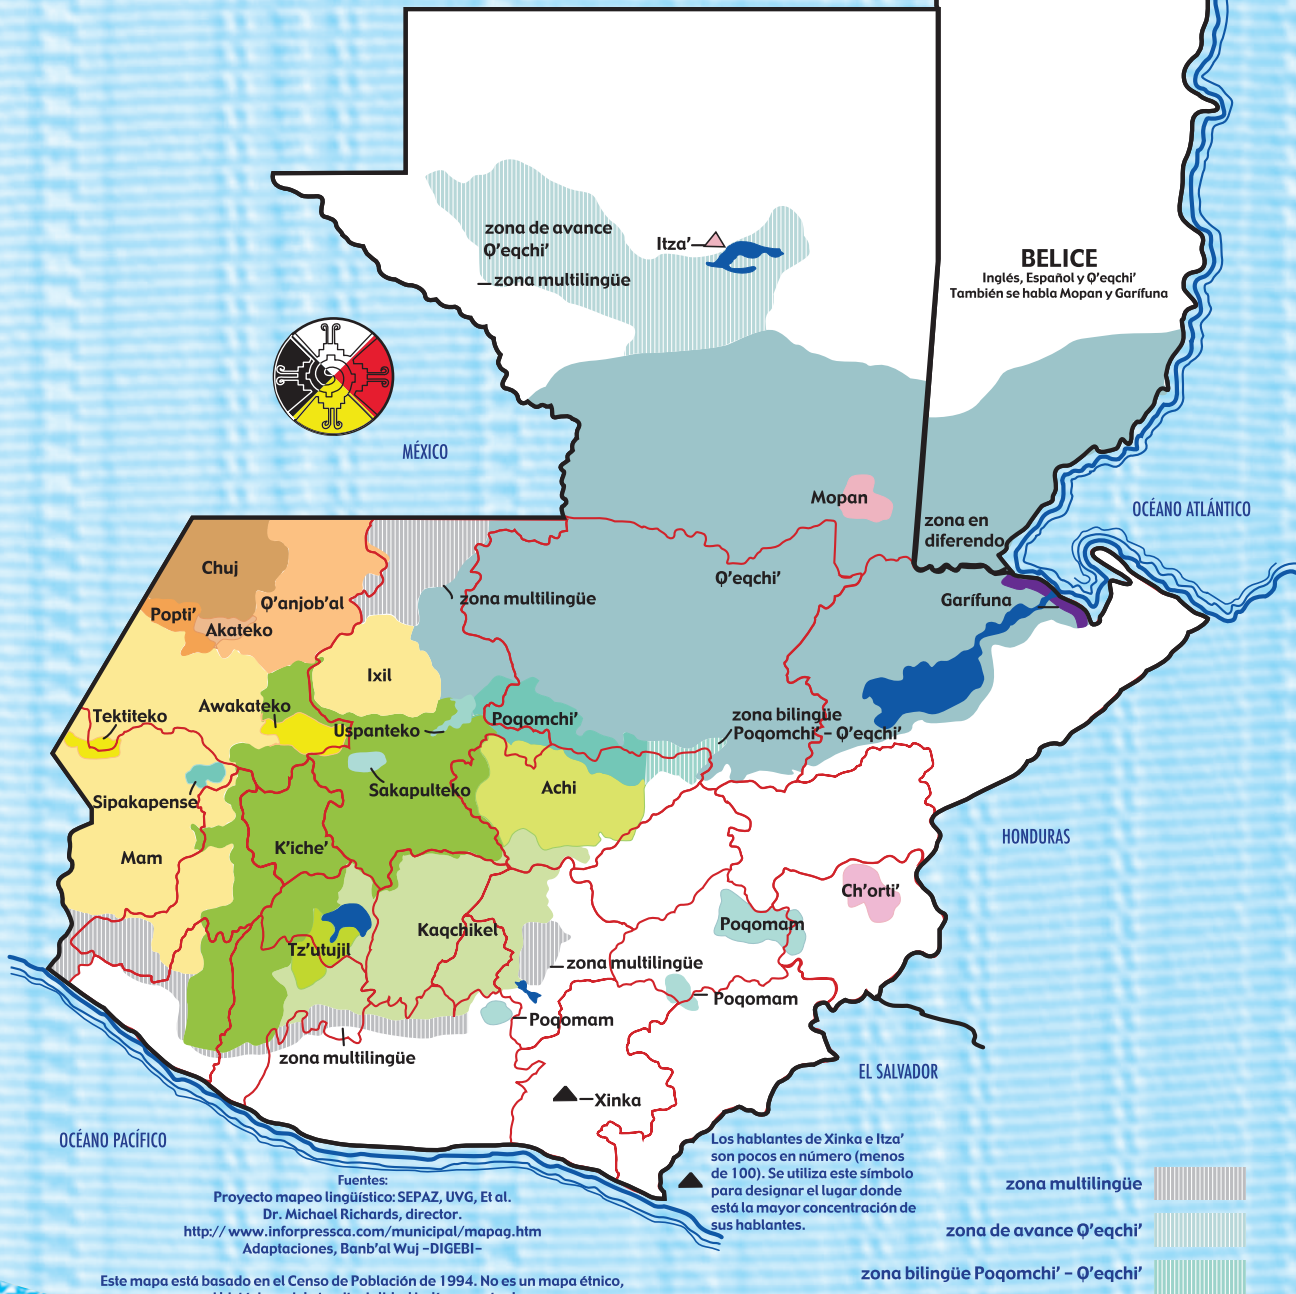 zona de avance
Q'eqchi'
Itza'
zona multilingüe
BELICE
Inglés, Español y Q'eqchi'
También se habla Mopan y Garífuna
MÉXICO
Mopan
OCÉANO ATLÁNTICO
zona en
diferendo
Chuj
Q'eqchi'
Q'anjob'al
zona multilingüe
Garífuna
Popti'
Akateko
Ixil
Awakateko
Tektiteko
Uspanteko
Poqomchi'
zona bilingüe
Poqomchi' - Q'eqchi'
Sipakapense
Sakapulteko
Achi
HONDURAS
Mam
K'iche'
Ch'orti'
Kaqchikel
Poqomam
Tz'utujil
zona multilingüe
Poqomam
Poqomam
zona multilingüe
EL SALVADOR
Xinka
OCÉANO PACÍFICO
Los hablantes de Xinka e Itza'
son pocos en número (menos
de 100). Se utiliza este símbolo
para designar el lugar donde
está la mayor concentración de
sus hablantes.
Fuentes:
Proyecto mapeo lingüístico: SEPAZ, UVG, Et al.
Dr. Michael Richards, director.
http:// www.inforpressca.com/municipal/mapag.htm
Adaptaciones, Banb'al Wuj -DIGEBI-
zona multilingüe
zona de avance Q'eqchi'
zona bilingüe Poqomchi' - Q'eqchi'
Este mapa está basado en el Censo de Población de 1994. No es un mapa étnico,